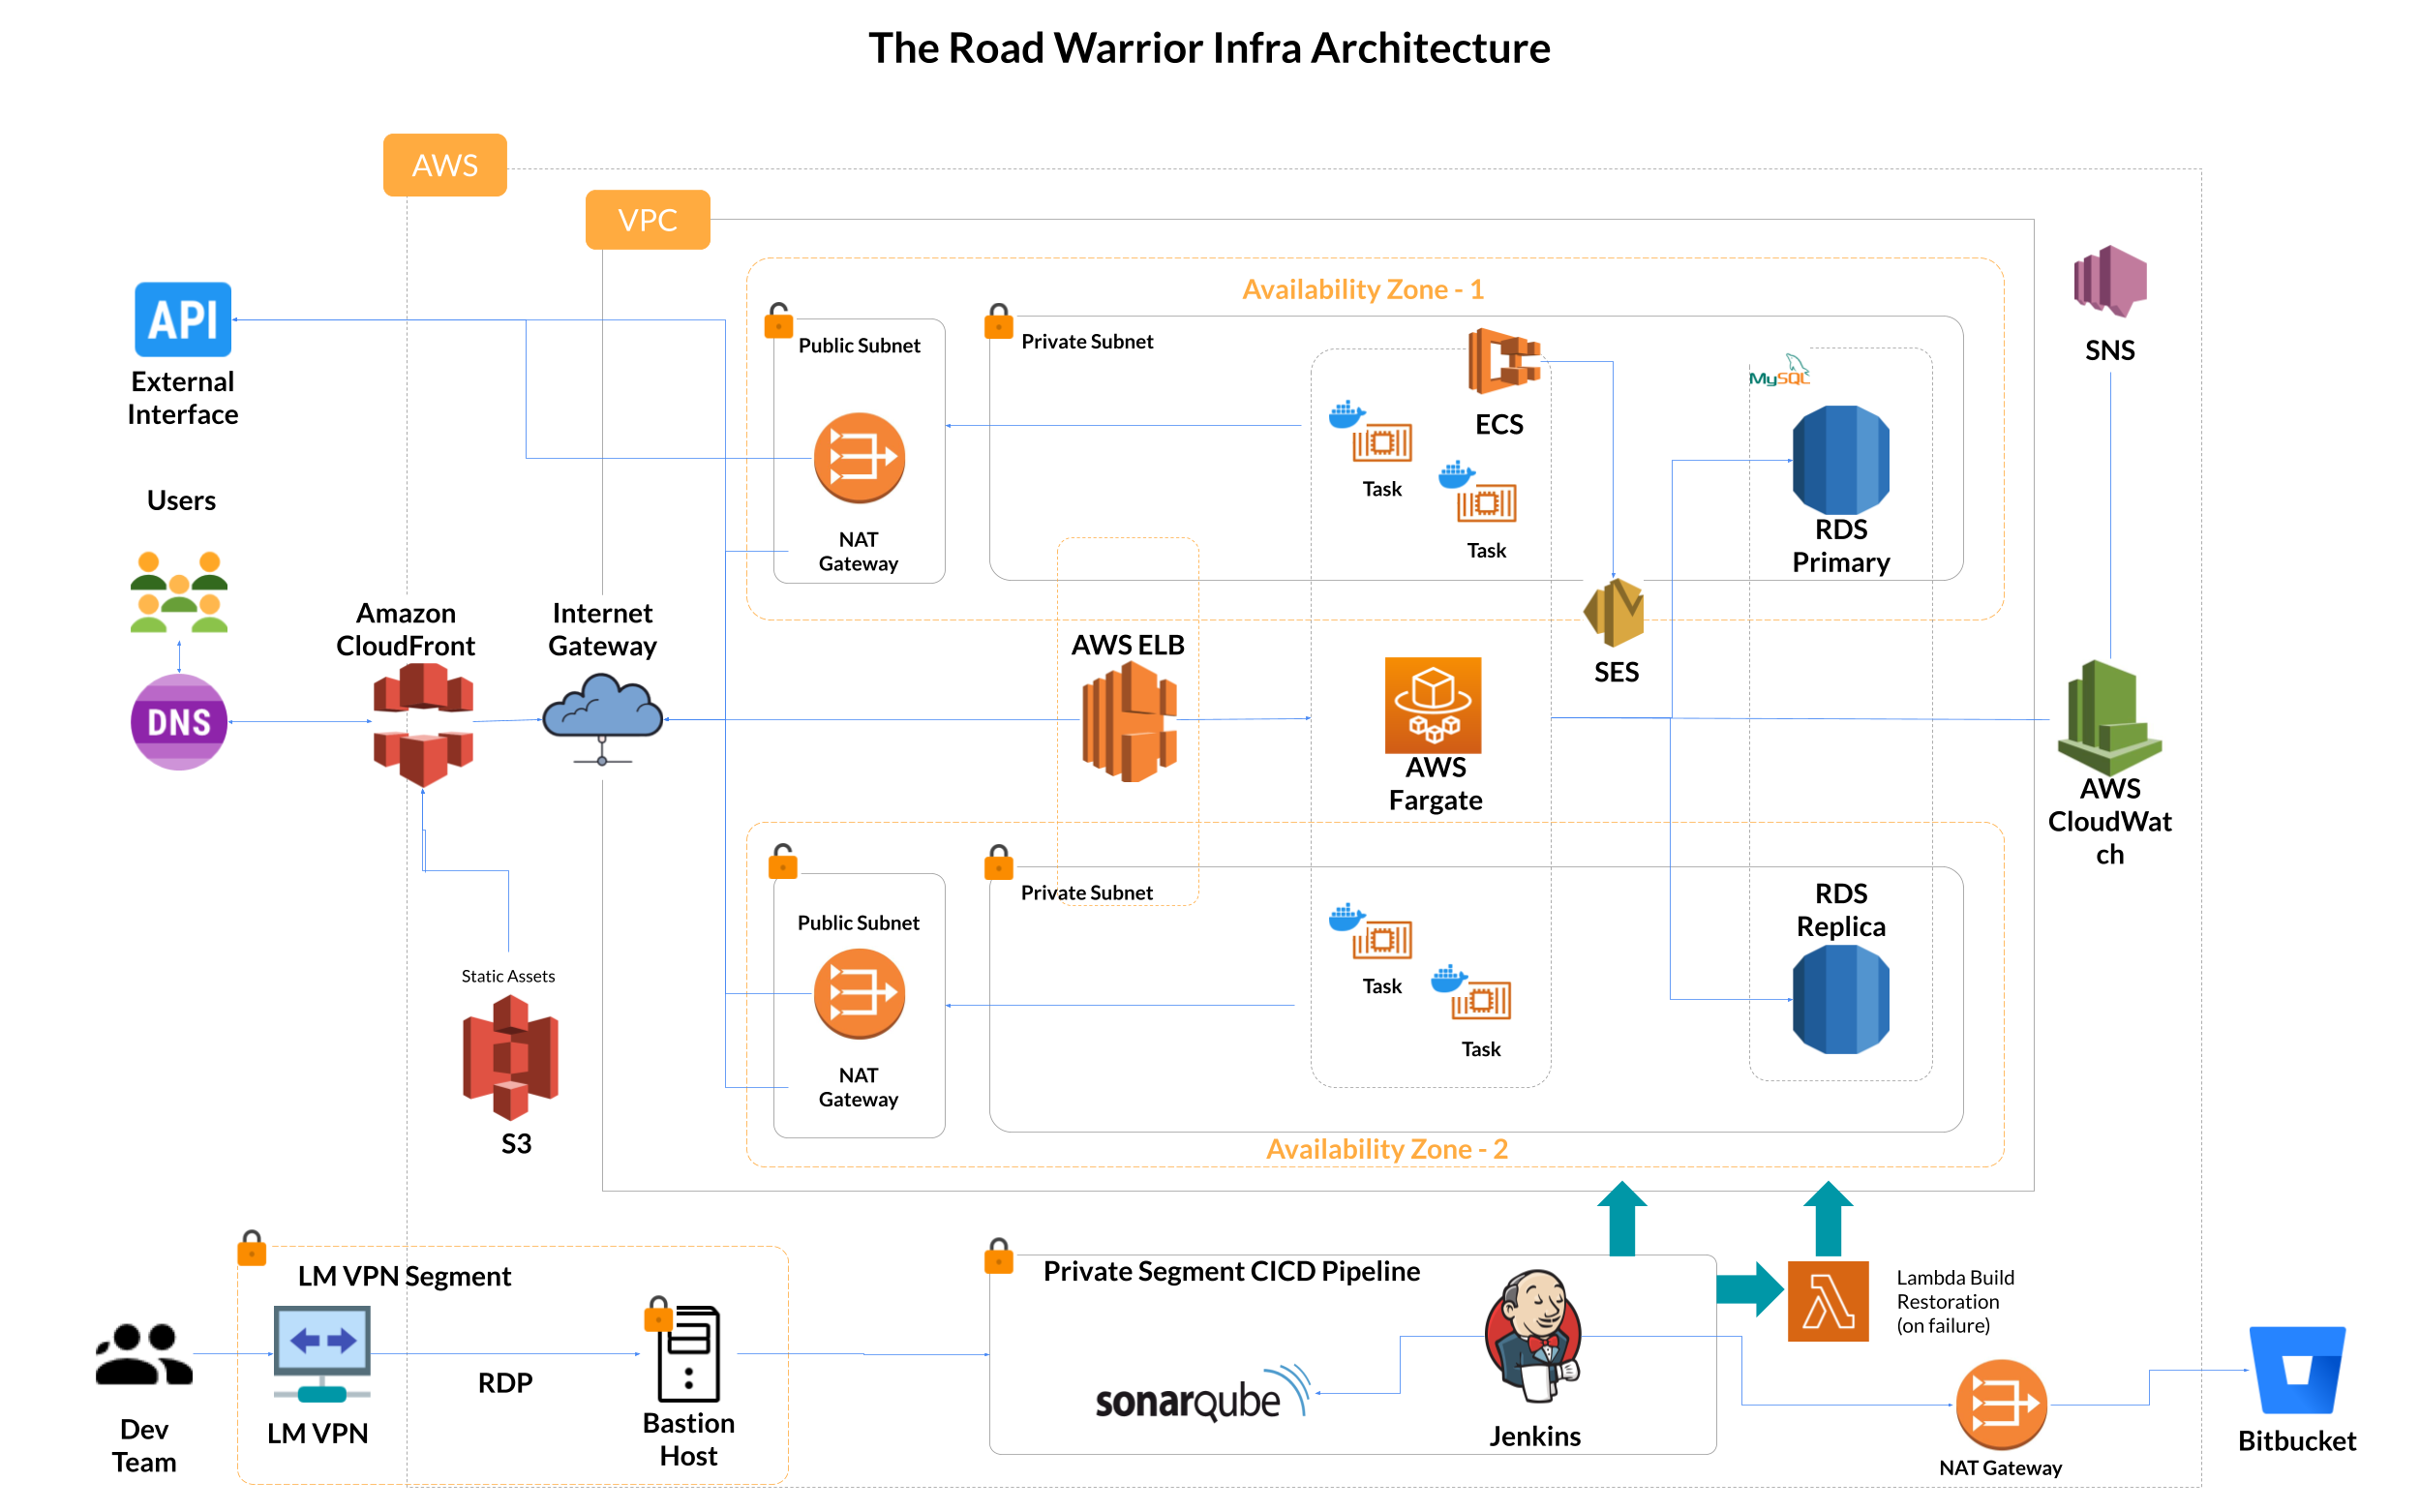 The Road Warrior Infra Architecture
AWS
VPC
Availability Zone - 1
API
External
Interface
Public Subnet
NAT
Gateway
Private Subnet
ECS
Task
Task
MySQL
RDS
Primary
SNS
Users
DNS
Amazon
CloudFront
Internet
Gateway
AWS ELB
AWS
Fargate
SES
AWS
CloudWat
ch
Static Assets
S3
Public Subnet
NAT
Gateway
Private Subnet
Task
Task
RDS
Replica
Availability Zone - 2
LM VPN Segment
Dev
Team
LM VPN
RDP
Bastion
Host
Private Segment CICD Pipeline
sonarqube
Jenkins
Lambda Build
Restoration
(on failure)
NAT Gateway
Bitbucket